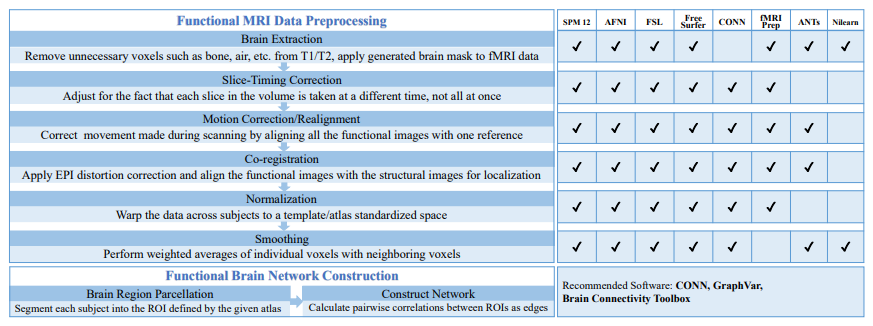 Functional MRI Data Preprocessing
SPM 12 AFNI FSL Free Surfer CONN fMRI Prep ANTs Nilearn
Brain Extraction
Remove unnecessary voxels such as bone, air, etc. from T1/T2, apply generated brain mask to fMRI data
✓ ✓ ✓ ✓ ✓ ✓ ✓
Slice-Timing Correction
Adjust for the fact that each slice in the volume is taken at a different time, not all at once
✓ ✓ ✓ ✓ ✓ ✓
Motion Correction/Realignment
Correct movement made during scanning by aligning all the functional images with one reference
✓ ✓ ✓ ✓ ✓ ✓ ✓
Co-registration
Apply EPI distortion correction and align the functional images with the structural images for localization
✓ ✓ ✓ ✓ ✓ ✓ ✓
Normalization
Warp the data across subjects to a template/atlas standardized space
✓ ✓ ✓ ✓ ✓ ✓
Smoothing
Perform weighted averages of individual voxels with neighboring voxels
✓ ✓ ✓ ✓ ✓ ✓ ✓
Functional Brain Network Construction
Brain Region Parcellation
Segment each subject into the ROI defined by the given atlas
Construct Network
Calculate pairwise correlations between ROIs as edges
Recommended Software: CONN, GraphVar,
Brain Connectivity Toolbox